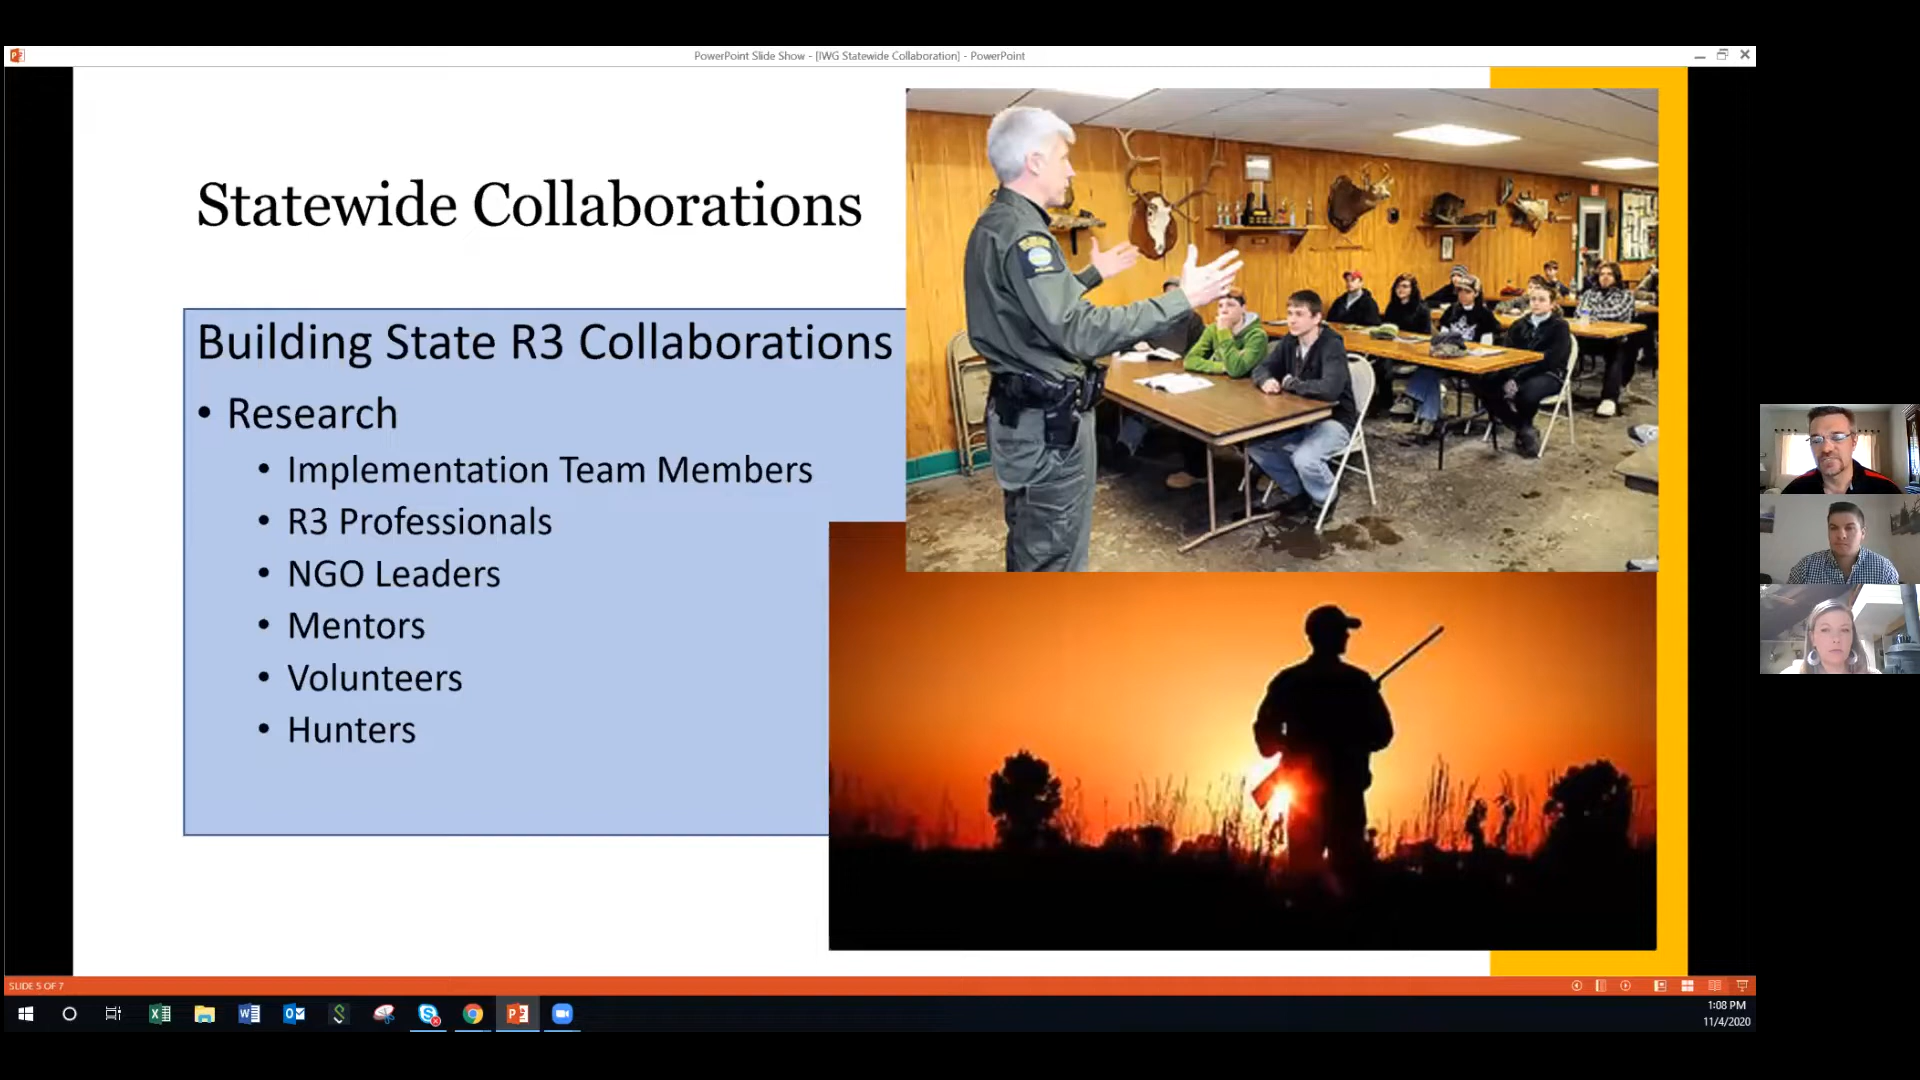 PowerPoint Slide Show - [IWG Statewide Collaboration] - PowerPoint
Statewide Collaborations
Building State R3 Collaborations
• Research
• Implementation Team Members
• R3 Professionals
• NGO Leaders
• Mentors
• Volunteers
• Hunters
SLIDE 5 OF 7
1:08 PM
11/4/2020